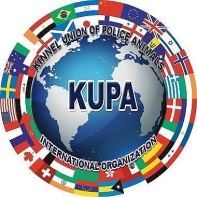 KINNEL UNION OF POLICE ANIMALS
KUPA
INTERNATIONAL ORGANIZATION